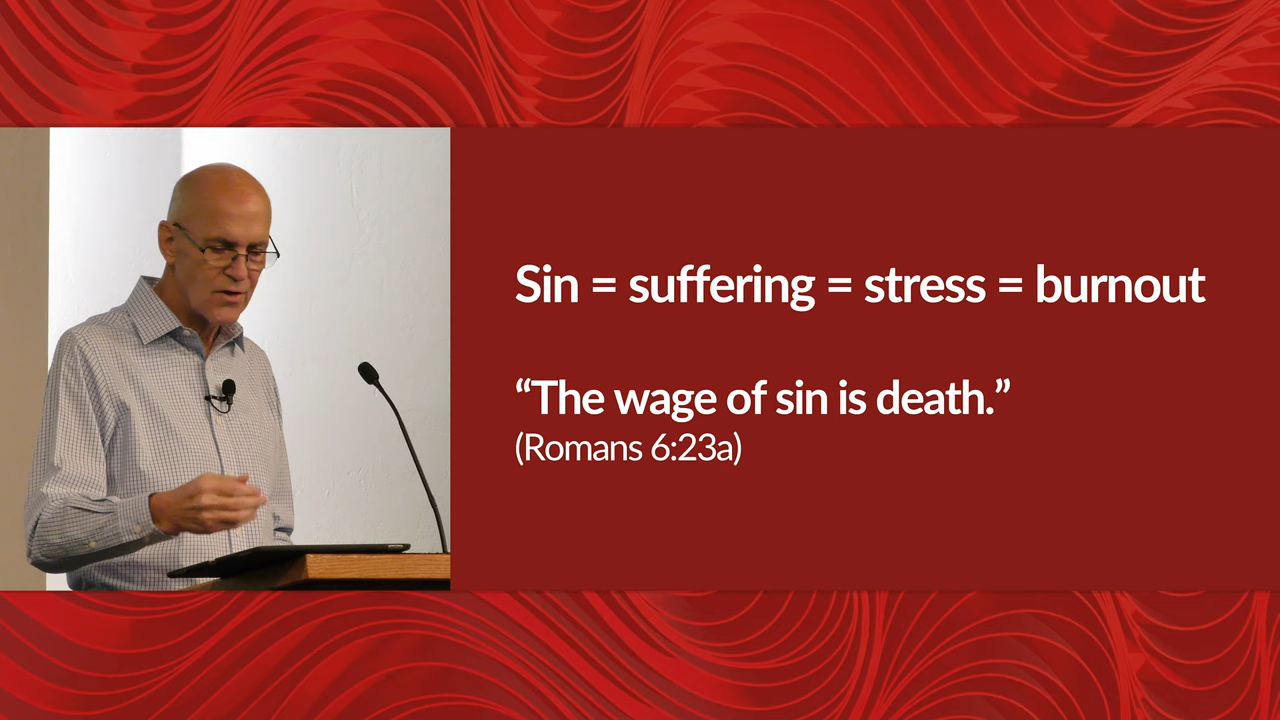 Sin = suffering = stress = burnout
“The wage of sin is death.”
(Romans 6:23a)